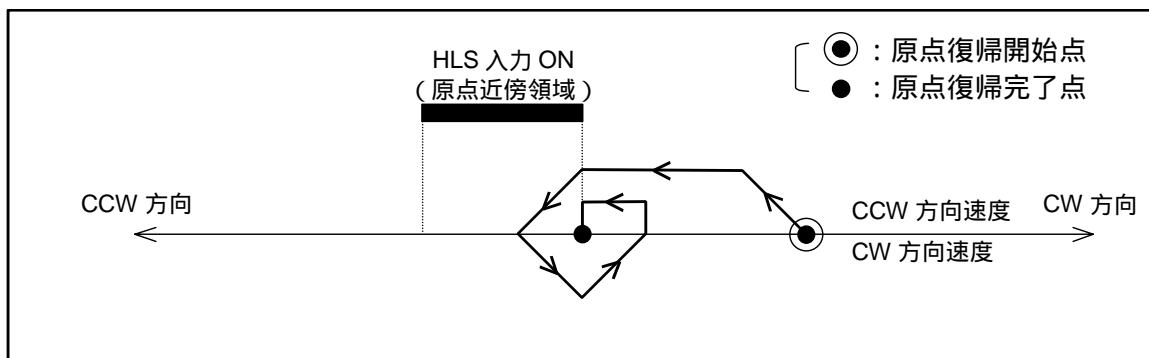 HLS 入力 ON
(原点近傍領域)
◉:原点復帰開始点
●:原点復帰完了点
CCW 方向
CCW 方向速度
CW 方向
CW 方向速度